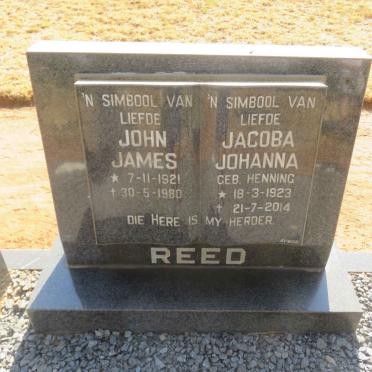 'N SIMBOOL VAN
LIEFDE
JOHN
JAMES
★ 7-11-1921
† 30-5-1980
'N SIMBOOL VAN
LIEFDE
JACOBA
JOHANNA
GEB. HENNING
★ 18-3-1923
† 21-7-2014
DIE HERE IS MY HERDER.
REED